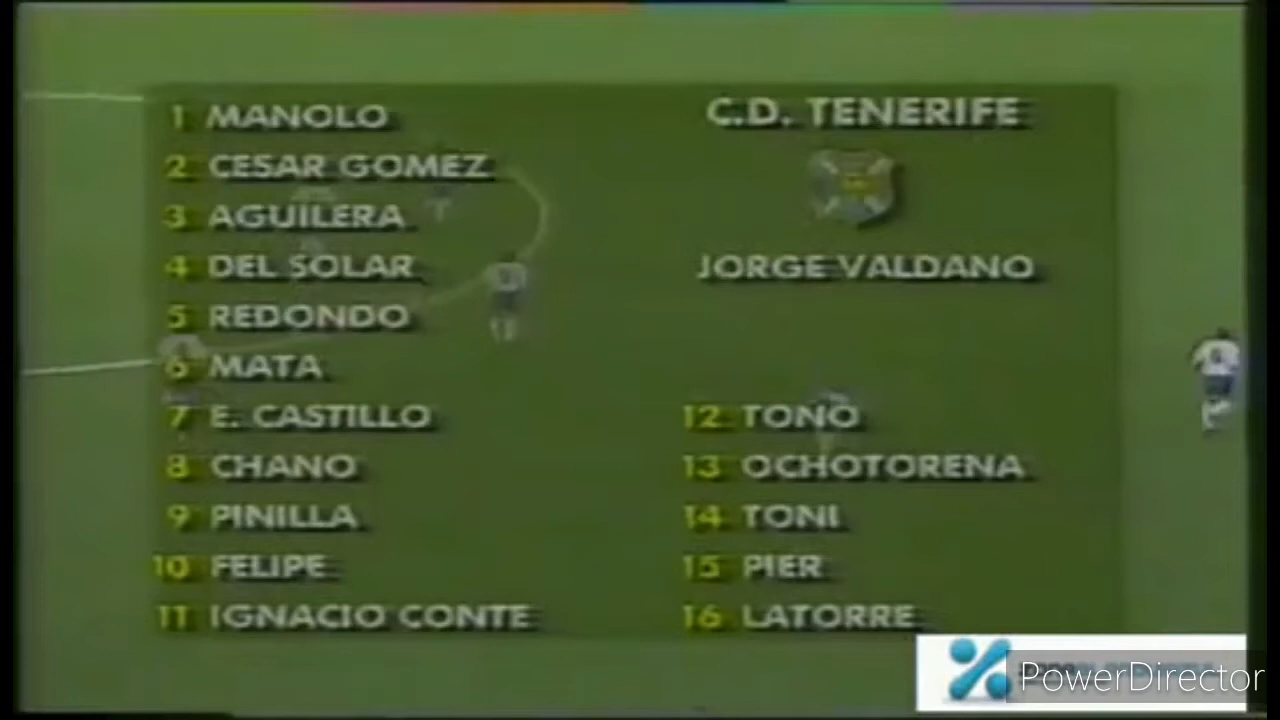 1 MANOLO
2 CESAR GOMEZ
3 AGUILERA
4 DEL SOLAR
5 REDONDO
6 MATA
7 E. CASTILLO
8 CHANO
9 PINILLA
10 FELIPE
11 IGNACIO CONTE
C.D. TENERIFE
JORGE VALDANO
12 TONO
13 OCHOTORENA
14 TONI
15 PIER
16 LATORRE
PowerDirector